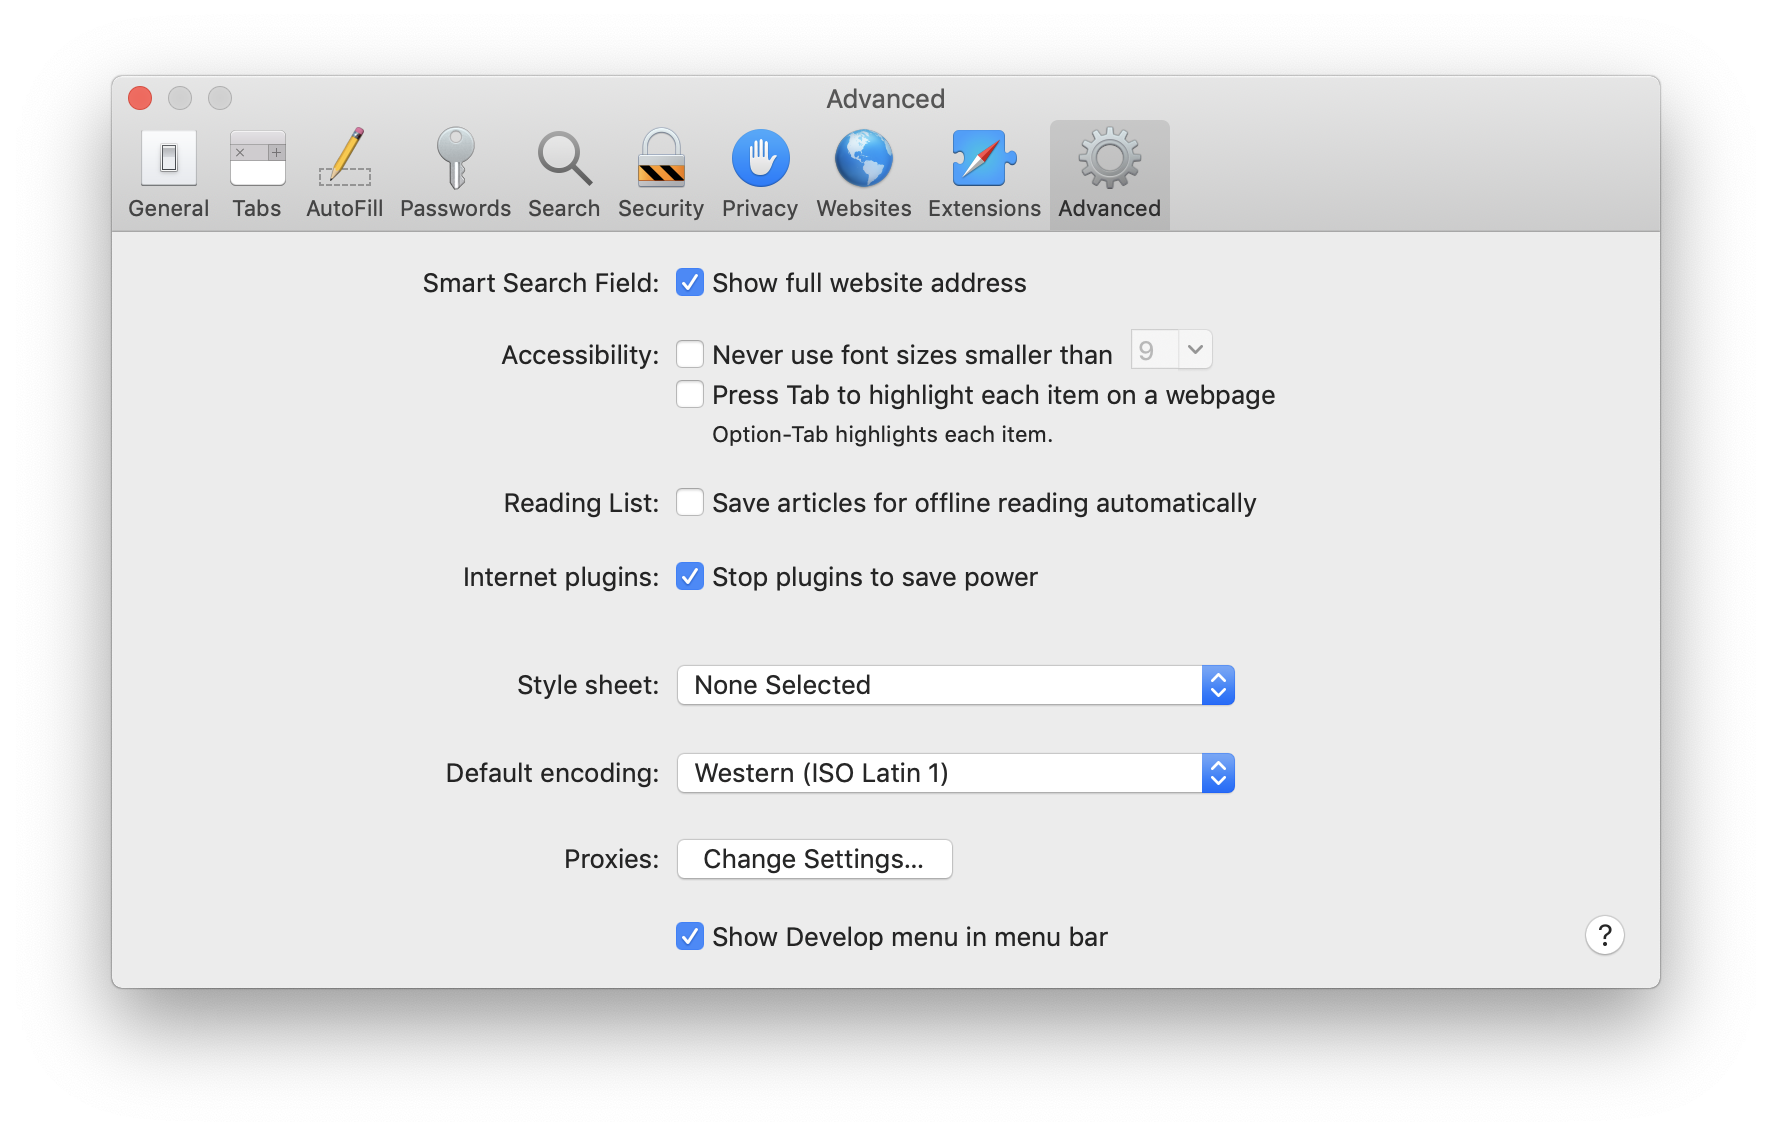 Advanced
General Tabs AutoFill Passwords Search Security Privacy Websites Extensions Advanced
Smart Search Field: Show full website address
Accessibility: Never use font sizes smaller than 9
Press Tab to highlight each item on a webpage
Option-Tab highlights each item.
Reading List: Save articles for offline reading automatically
Internet plugins: Stop plugins to save power
Style sheet: None Selected
Default encoding: Western (ISO Latin 1)
Proxies: Change Settings...
Show Develop menu in menu bar
?